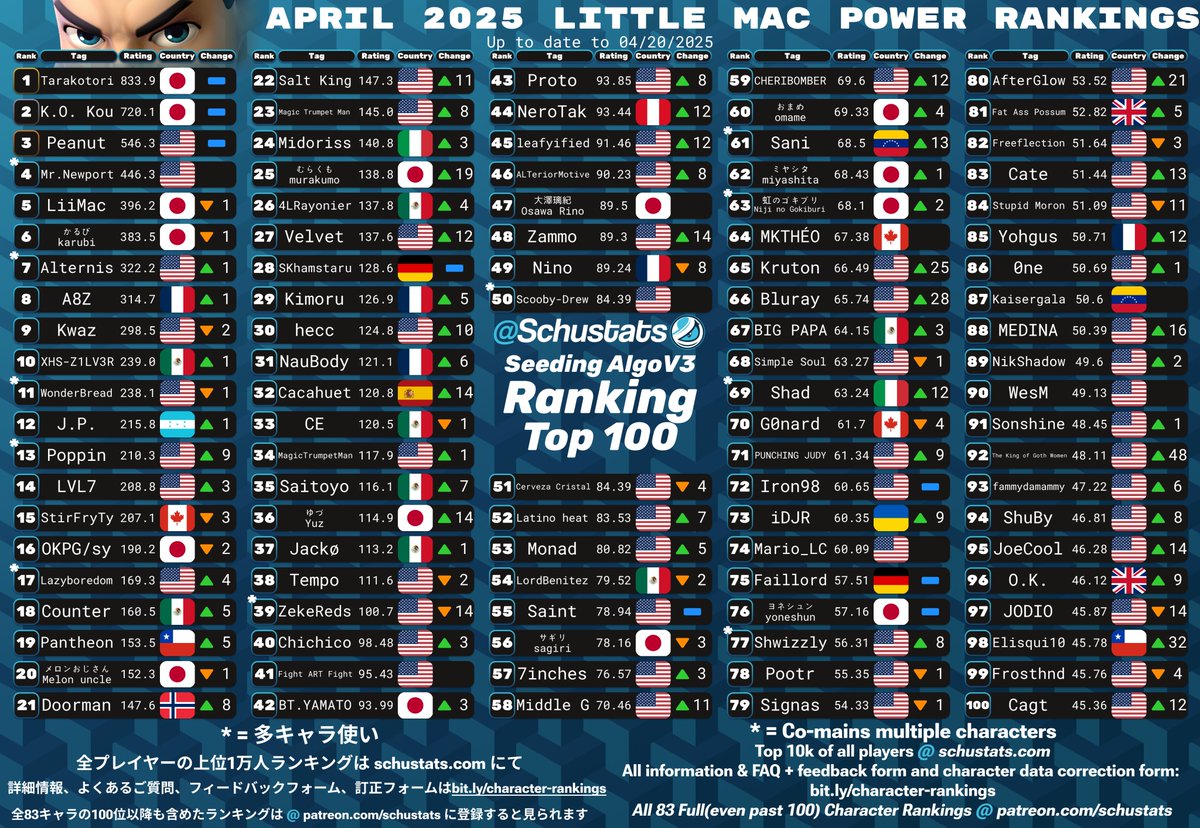 APRIL 2025 LITTLE MAC POWER RANKINGS
Up to date to 04/20/2025
Rank Tag Rating Country Change
1 Tarakotori 833.9
2 K.O. Kou 720.1
3 Peanut 546.3
* 4 Mr.Newport 446.3
5 LiiMac 396.2 1
6 かるび karubi 383.5 1
* 7 Alternis 322.2 1
8 A8Z 314.7 1
9 Kwaz 298.5 2
10 XHS-Z1LV3R 239.0 1
* 11 WonderBread 238.1 1
12 J.P. 215.8 1
* 13 Poppin 210.3 9
14 LVL7 208.8 3
15 StirFryTy 207.1 3
16 OKPG/sy 190.2 2
* 17 Lazyboredom 169.3 4
18 Counter 160.5 5
19 Pantheon 153.5 5
20 メロンおじさん Melon uncle 152.3 1
21 Doorman 147.6 8
Rank Tag Rating Country Change
22 Salt King 147.3 11
23 Magic Trumpet Man 145.0 8
24 Midoriss 140.8 3
25 むらくも murakumo 138.8 19
26 4LRayonier 137.8 4
27 Velvet 137.6 12
28 SKhamstaru 128.6
29 Kimoru 126.9 5
30 hecc 124.8 10
31 NauBody 121.1 6
32 Cacahuet 120.8 14
33 CE 120.5 1
34 MagicTrumpetMan 117.9 1
35 Saitoyo 116.1 7
36 ゆづ Yuz 114.9 14
37 Jackø 113.2 1
38 Tempo 111.6 2
* 39 ZekeReds 100.7 14
40 Chichico 98.48 3
41 Fight ART Fight 95.43
42 BT.YAMATO 93.99 3
Rank Tag Rating Country Change
43 Proto 93.85 8
44 NeroTak 93.44 12
45 leafyified 91.46 12
46 ALTeriorMotive 90.23 8
47 大澤璃紀 Osawa Rino 89.5
48 Zammo 89.3 14
49 Nino 89.24 8
* 50 Scooby-Drew 84.39
@Schustats
Seeding AlgoV3
Ranking
Top 100
51 Cerveza Cristal 84.39 4
52 Latino heat 83.53 7
53 Monad 80.82 5
54 LordBenitez 79.52 2
55 Saint 78.94
56 サギリ sagiri 78.16 3
57 7inches 76.57 3
58 Middle G 70.46 11
Rank Tag Rating Country Change
59 CHERIBOMBER 69.6 12
60 おまめ omame 69.33 4
* 61 Sani 68.5 13
62 ミヤシタ miyashita 68.43 1
* 63 虹のゴキブリ Niji no Gokiburi 68.1 2
64 MKTHÉO 67.38
65 Kruton 66.49 25
66 Bluray 65.74 28
67 BIG PAPA 64.15 3
68 Simple Soul 63.27 1
* 69 Shad 63.24 12
70 G0nard 61.7 4
71 PUNCHING JUDY 61.34 9
72 Iron98 60.65
73 iDJR 60.35 9
74 Mario_LC 60.09
75 Faillord 57.51
76 ヨネシュン yoneshun 57.16
* 77 Shwizzly 56.31 8
78 Pootr 55.35 1
79 Signas 54.33 1
Rank Tag Rating Country Change
80 AfterGlow 53.52 21
81 Fat Ass Possum 52.82 5
82 Freeflection 51.64 3
83 Cate 51.44 13
84 Stupid Moron 51.09 11
85 Yohgus 50.71 12
86 0ne 50.69 1
87 Kaisergala 50.6
88 MEDINA 50.39 16
89 NikShadow 49.6 2
90 WesM 49.13
91 Sonshine 48.45 1
92 The King of Goth Women 48.11 48
93 fammydamammy 47.22 6
94 ShuBy 46.81 8
95 JoeCool 46.28 14
96 O.K. 46.12 9
97 JODIO 45.87 14
98 Elisqui10 45.78 32
99 Frosthnd 45.76 4
100 Cagt 45.36 12
* = 多キャラ使い
全プレイヤーの上位1万人ランキングは schustats.com にて
詳細情報、よくあるご質問、フィードバックフォーム、訂正フォームはbit.ly/character-rankings
全83キャラの100位以降も含めたランキングは @ patreon.com/schustats に登録すると見られます
* = Co-mains multiple characters
Top 10k of all players @ schustats.com
All information & FAQ + feedback form and character data correction form:
bit.ly/character-rankings
All 83 Full(even past 100) Character Rankings @ patreon.com/schustats